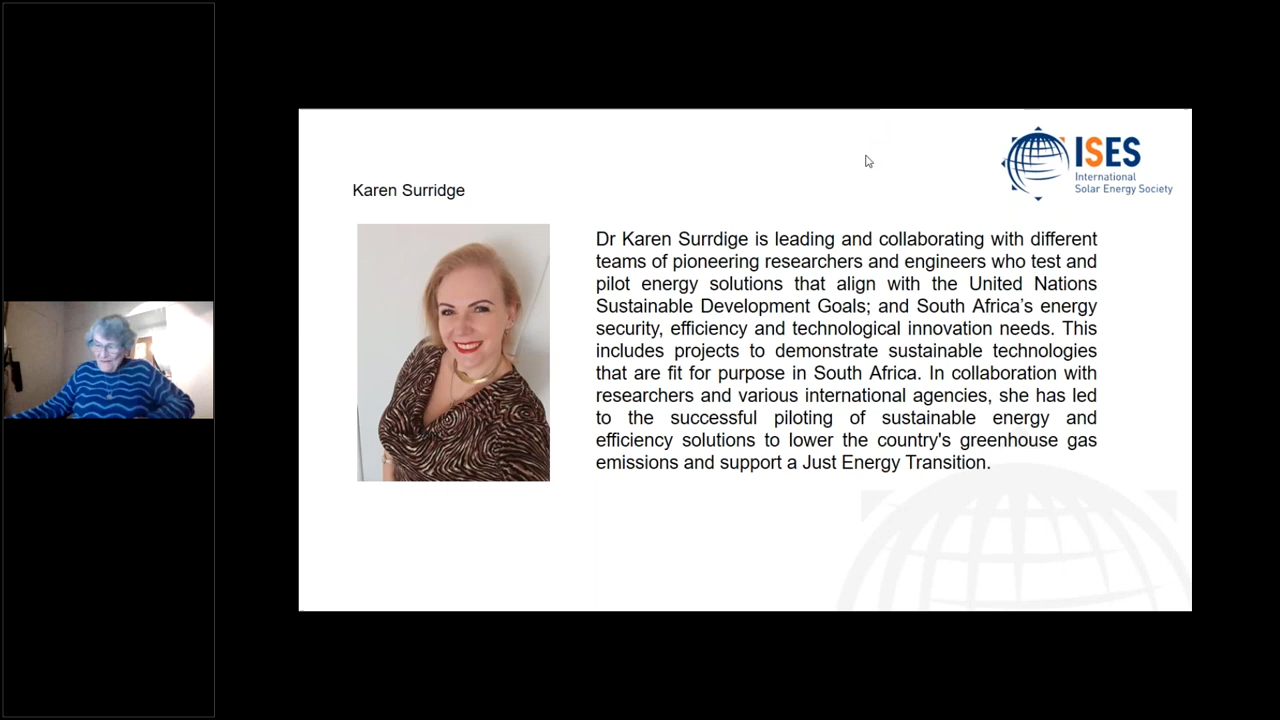 Karen Surridge
ISES
International
Solar Energy Society
Dr Karen Surrdige is leading and collaborating with different
teams of pioneering researchers and engineers who test and
pilot energy solutions that align with the United Nations
Sustainable Development Goals; and South Africa’s energy
security, efficiency and technological innovation needs. This
includes projects to demonstrate sustainable technologies
that are fit for purpose in South Africa. In collaboration with
researchers and various international agencies, she has led
to the successful piloting of sustainable energy and
efficiency solutions to lower the country's greenhouse gas
emissions and support a Just Energy Transition.